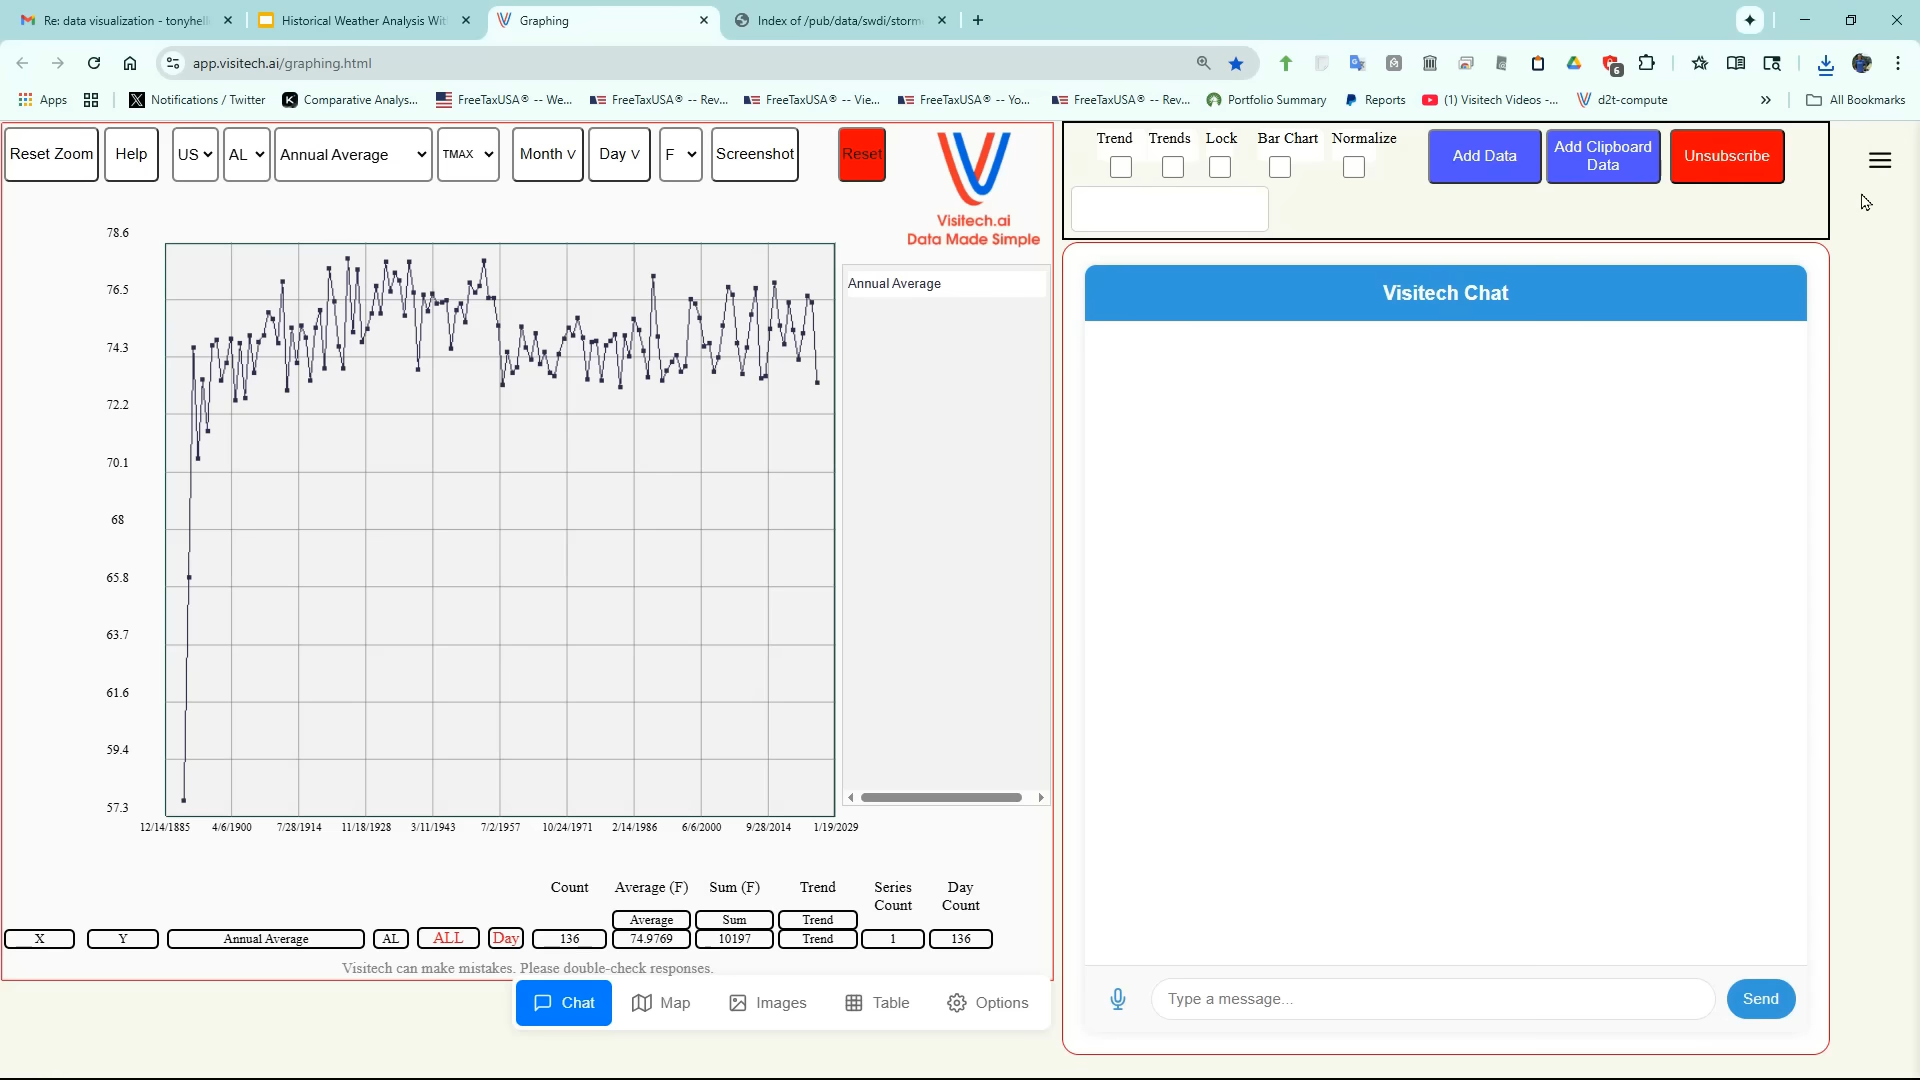 Re: data visualization - tonyhell
Historical Weather Analysis Wit
Graphing
Index of /pub/data/swdi/storm
app.visitech.ai/graphing.html
6
Apps
Notifications / Twitter
Comparative Analys...
FreeTaxUSA® -- We...
FreeTaxUSA® -- Rev...
FreeTaxUSA® -- Vie...
FreeTaxUSA® -- Yo...
FreeTaxUSA® -- Rev...
Portfolio Summary
Reports
(1) Visitech Videos -...
d2t-compute
»
All Bookmarks
Reset Zoom
Help
US
AL
Annual Average
TMAX
Month V
Day V
F
Screenshot
Reset
Visitech.ai
Data Made Simple
Trend
Trends
Lock
Bar Chart
Normalize
Add Data
Add Clipboard
Data
Unsubscribe
Visitech Chat
78.6
76.5
74.3
72.2
70.1
68
65.8
63.7
61.6
59.4
57.3
12/14/1885
4/6/1900
7/28/1914
11/18/1928
3/11/1943
7/2/1957
10/24/1971
2/14/1986
6/6/2000
9/28/2014
1/19/2029
Annual Average
Count
Average (F)
Sum (F)
Trend
Series
Count
Day
Count
Average
Sum
Trend
X
Y
Annual Average
AL
ALL
Day
136
74.9769
10197
Trend
1
136
Visitech can make mistakes. Please double-check responses.
Chat
Map
Images
Table
Options
Type a message...
Send